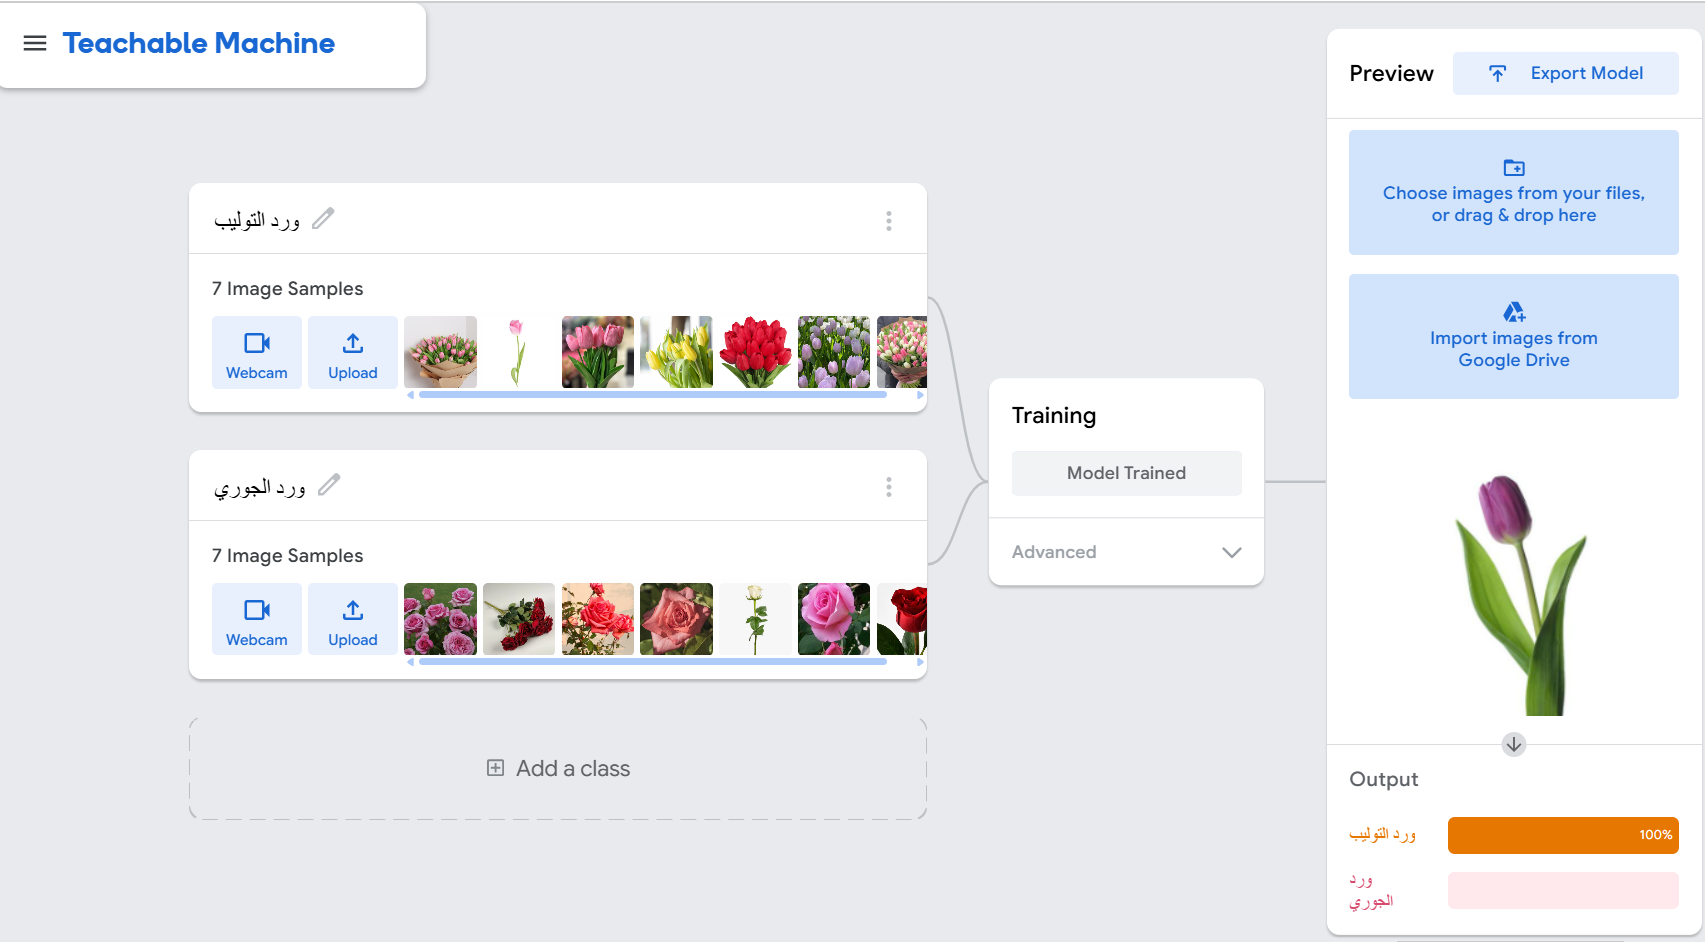 Teachable Machine
ورد التوليب
7 Image Samples
Webcam
Upload
ورد الجوري
7 Image Samples
Webcam
Upload
Add a class
Training
Model Trained
Advanced
Preview
Export Model
Choose images from your files,
or drag & drop here
Import images from
Google Drive
Output
ورد التوليب
100%
ورد
الجوري